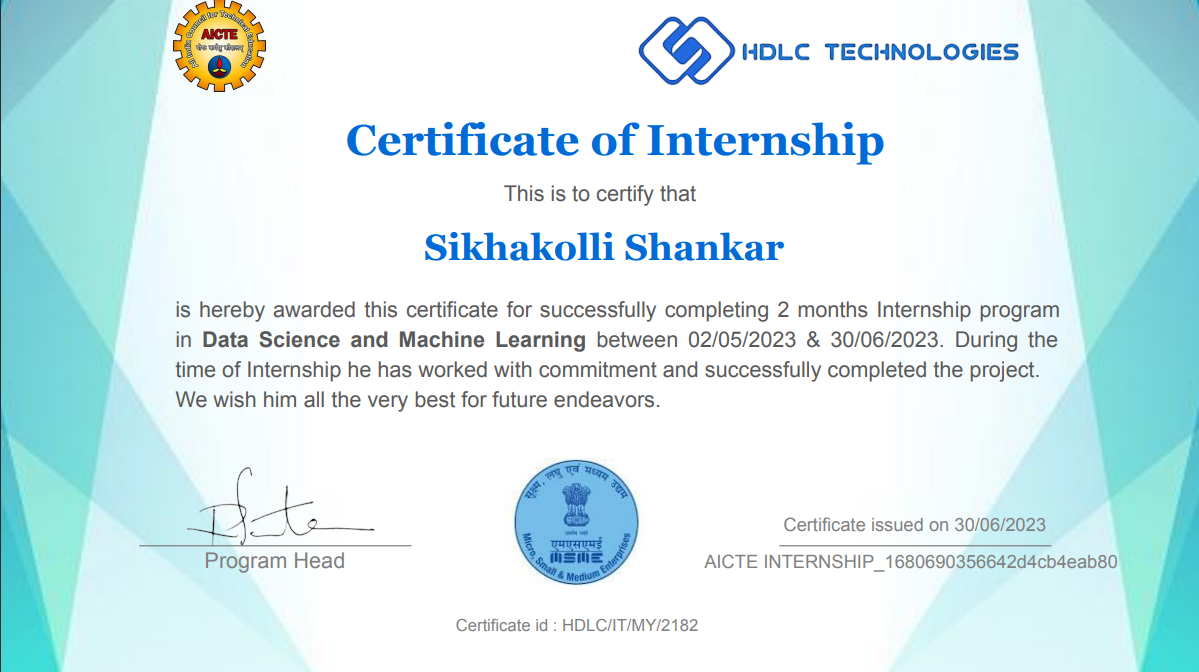 All India Council for Technical Education
AICTE
HDLC TECHNOLOGIES
Certificate of Internship
This is to certify that
Sikhakolli Shankar
is hereby awarded this certificate for successfully completing 2 months Internship program
in Data Science and Machine Learning between 02/05/2023 & 30/06/2023. During the
time of Internship he has worked with commitment and successfully completed the project.
We wish him all the very best for future endeavors.
सूक्ष्म, लघु एवं मध्यम उद्यम
एमएसएमई
MSME
Micro, Small & Medium Enterprises
Program Head
Certificate issued on 30/06/2023
AICTE INTERNSHIP_1680690356642d4cb4eab80
Certificate id : HDLC/IT/MY/2182